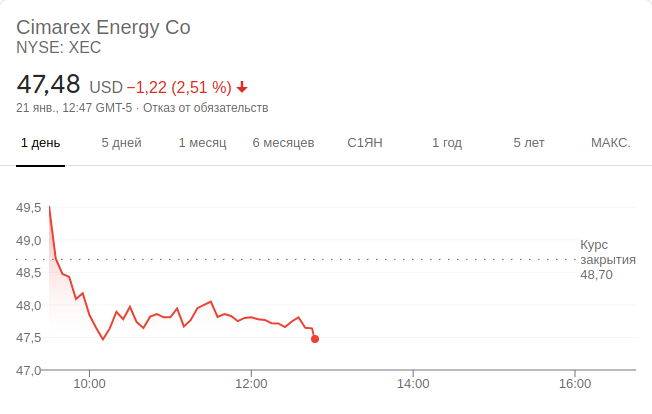 Cimarex Energy Co
NYSE: XEC
47,48 USD −1,22 (2,51 %)
21 янв., 12:47 GMT-5 · Отказ от обязательств
1 день 5 дней 1 месяц 6 месяцев С1ЯН 1 год 5 лет МАКС.
49,5
49,0
Курс
закрытия
48,70
48,5
48,0
47,5
47,0
10:00 12:00 14:00 16:00